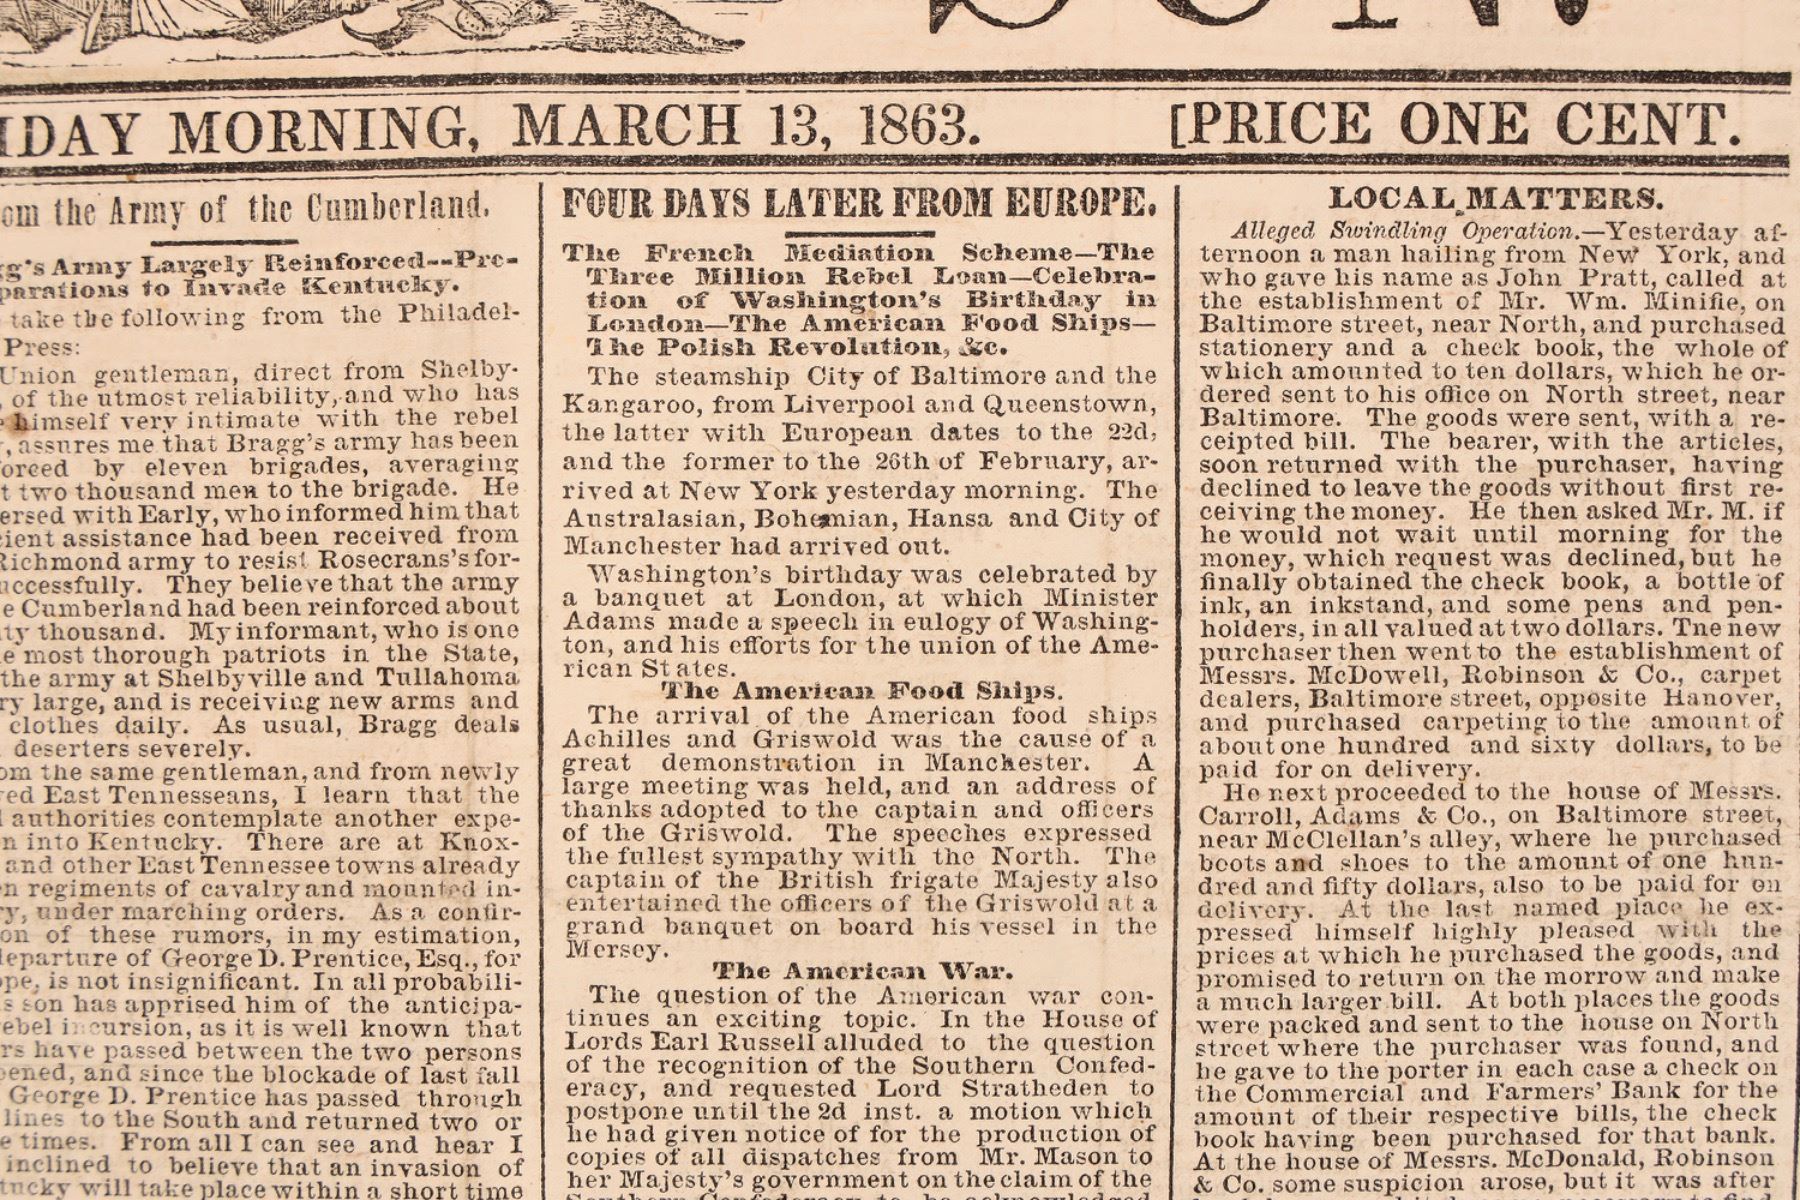 SUN.
DAY MORNING, MARCH 13, 1863. [PRICE ONE CENT.
the Army of the Cumberland.
Army Largely Reinforced--Pre-
parations to Invade Kentucky.
take the following from the Philadel-
Press:
Union gentleman, direct from Shelby-
of the utmost reliability, and who has
himself very intimate with the rebel
assures me that Bragg's army has been
by eleven brigades, averaging
two thousand men to the brigade. He
with Early, who informed him that
assistance had been received from
Richmond army to resist Rosecrans's for-
They believe that the army
Cumberland had been reinforced about
thousand. My informant, who is one
most thorough patriots in the State,
the army at Shelbyville and Tullahoma
large, and is receiving new arms and
clothes daily. As usual, Bragg deals
deserters severely.
the same gentleman, and from newly
East Tennesseans, I learn that the
authorities contemplate another expe-
into Kentucky. There are at Knox-
and other East Tennessee towns already
regiments of cavalry and mounted in-
under marching orders. As a confir-
of these rumors, in my estimation,
departure of George D. Prentice, Esq., for
is not insignificant. In all probabili-
son has apprised him of the anticipa-
rebel incursion, as it is well known that
have passed between the two persons
and since the blockade of last fall
George D. Prentice has passed through
lines to the South and returned two or
times. From all I can see and hear I
inclined to believe that an invasion of
will take place within a short time
FOUR DAYS LATER FROM EUROPE.
The French Mediation Scheme—The
Three Million Rebel Loan—Celebra-
tion of Washington's Birthday in
London—The American Food Ships—
The Polish Revolution, &c.
The steamship City of Baltimore and the
Kangaroo, from Liverpool and Queenstown,
the latter with European dates to the 22d,
and the former to the 26th of February, ar-
rived at New York yesterday morning. The
Australasian, Bohemian, Hansa and City of
Manchester had arrived out.
Washington's birthday was celebrated by
a banquet at London, at which Minister
Adams made a speech in eulogy of Washing-
ton, and his efforts for the union of the Ame-
rican States.
The American Food Ships.
The arrival of the American food ships
Achilles and Griswold was the cause of a
great demonstration in Manchester. A
large meeting was held, and an address of
thanks adopted to the captain and officers
of the Griswold. The speeches expressed
the fullest sympathy with the North. The
captain of the British frigate Majesty also
entertained the officers of the Griswold at a
grand banquet on board his vessel in the
Mersey.
The American War.
The question of the American war con-
tinues an exciting topic. In the House of
Lords Earl Russell alluded to the question
of the recognition of the Southern Confed-
eracy, and requested Lord Stratheden to
postpone until the 2d inst. a motion which
he had given notice of for the production of
copies of all dispatches from Mr. Mason to
her Majesty's government on the claim of the
Southern Confederacy to be acknowledged
LOCAL MATTERS.
Alleged Swindling Operation.—Yesterday af-
ternoon a man hailing from New York, and
who gave his name as John Pratt, called at
the establishment of Mr. Wm. Minifie, on
Baltimore street, near North, and purchased
stationery and a check book, the whole of
which amounted to ten dollars, which he or-
dered sent to his office on North street, near
Baltimore. The goods were sent, with a re-
ceipted bill. The bearer, with the articles,
soon returned with the purchaser, having
declined to leave the goods without first re-
ceiving the money. He then asked Mr. M. if
he would not wait until morning for the
money, which request was declined, but he
finally obtained the check book, a bottle of
ink, an inkstand, and some pens and pen-
holders, in all valued at two dollars. Tne new
purchaser then went to the establishment of
Messrs. McDowell, Robinson & Co., carpet
dealers, Baltimore street, opposite Hanover,
and purchased carpeting to the amount of
about one hundred and sixty dollars, to be
paid for on delivery.
He next proceeded to the house of Messrs.
Carroll, Adams & Co., on Baltimore street,
near McClellan's alley, where he purchased
boots and shoes to the amount of one hun-
dred and fifty dollars, also to be paid for on
delivery. At the last named place he ex-
pressed himself highly pleased with the
prices at which he purchased the goods, and
promised to return on the morrow and make
a much larger bill. At both places the goods
were packed and sent to the house on North
street where the purchaser was found, and
he gave to the porter in each case a check on
the Commercial and Farmers' Bank for the
amount of their respective bills, the check
book having been purchased for that bank.
At the house of Messrs. McDonald, Robinson
& Co. some suspicion arose, but it was after